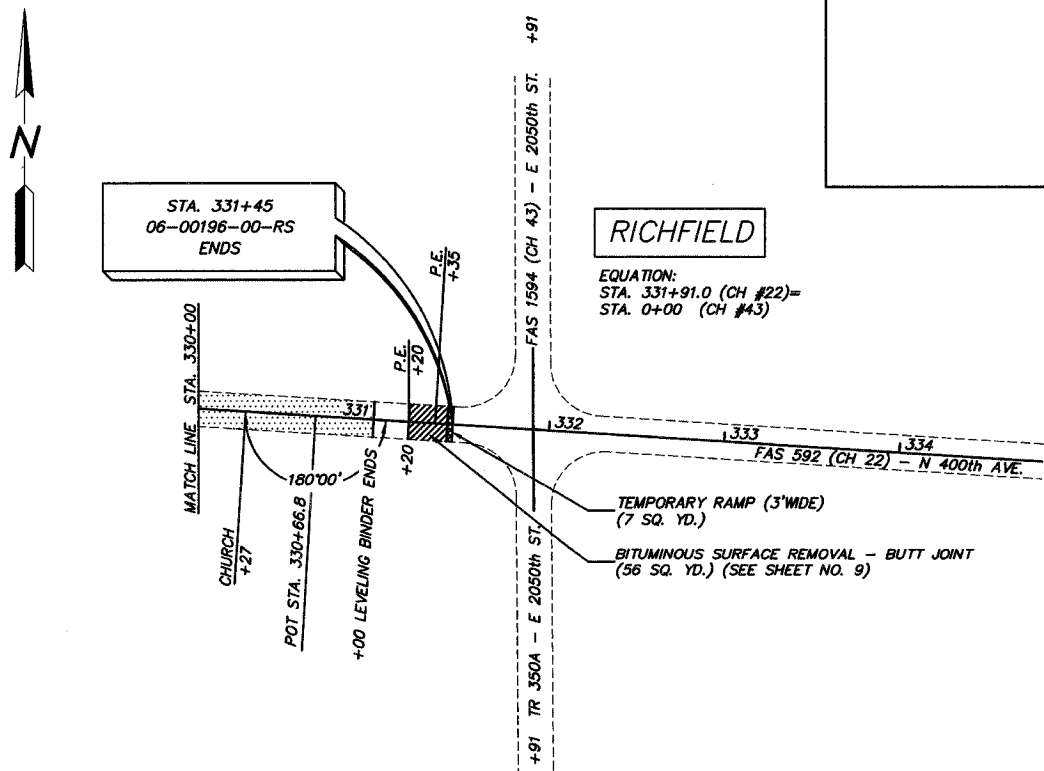 N
STA. 331+45
06-00196-00-RS
ENDS
+91
FAS 1594 (CH 43) - E 2050th ST.
RICHFIELD
EQUATION:
STA. 331+91.0 (CH #22)=
STA. 0+00 (CH #43)
P.E.
+35
P.E.
+20
MATCH LINE STA. 330+00
331
332
333
334
FAS 592 (CH 22) - N 400th AVE.
180°00'
+20
CHURCH
+27
POT STA. 330+66.8
+00 LEVELING BINDER ENDS
TEMPORARY RAMP (3'WIDE)
(7 SQ. YD.)
BITUMINOUS SURFACE REMOVAL - BUTT JOINT
(56 SQ. YD.) (SEE SHEET NO. 9)
+91 TR 350A - E 2050th ST.